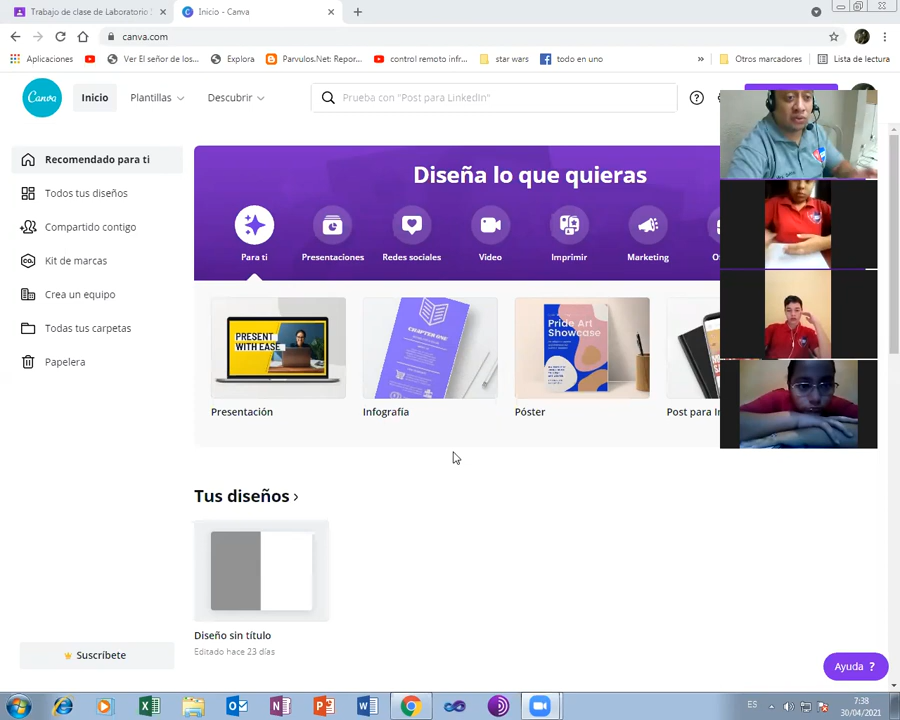 Trabajo de clase de Laboratorio
Inicio - Canva
canva.com
Aplicaciones
Ver El señor de los...
Explora
Parvulos.Net: Repor...
control remoto infr...
star wars
todo en uno
»
Otros marcadores
Lista de lectura
Canva
Inicio
Plantillas
Descubrir
Prueba con "Post para LinkedIn"
Recomendado para ti
Todos tus diseños
Compartido contigo
Kit de marcas
Crea un equipo
Todas tus carpetas
Papelera
Suscríbete
Diseña lo que quieras
Para ti
Presentaciones
Redes sociales
Video
Imprimir
Marketing
PRESENT
WITH EASE
CHAPTER ONE
Pride Art
Showcase
Presentación
Infografía
Póster
Post para In
Tus diseños ›
Diseño sin título
Editado hace 23 días
Ayuda ?
ES
7:38
30/04/2021